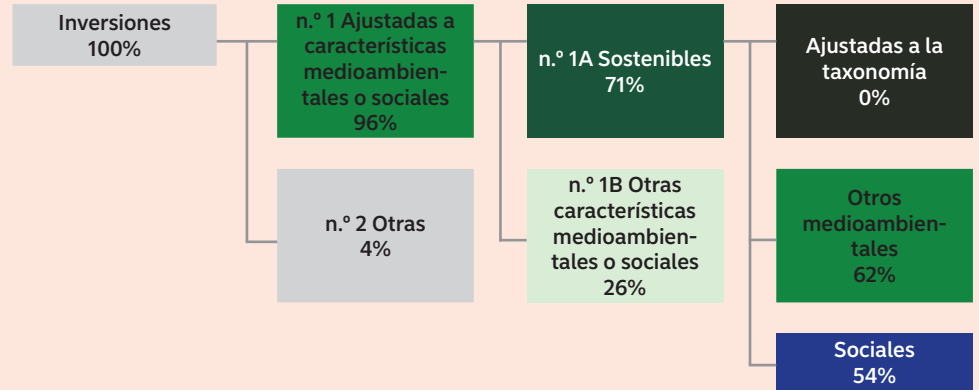 Inversiones
100%
n.º 1 Ajustadas a
características
medioambien-
tales o sociales
96%
n.º 1A Sostenibles
71%
Ajustadas a la
taxonomía
0%
n.º 2 Otras
4%
n.º 1B Otras
características
medioambien-
tales o sociales
26%
Otros
medioambien-
tales
62%
Sociales
54%